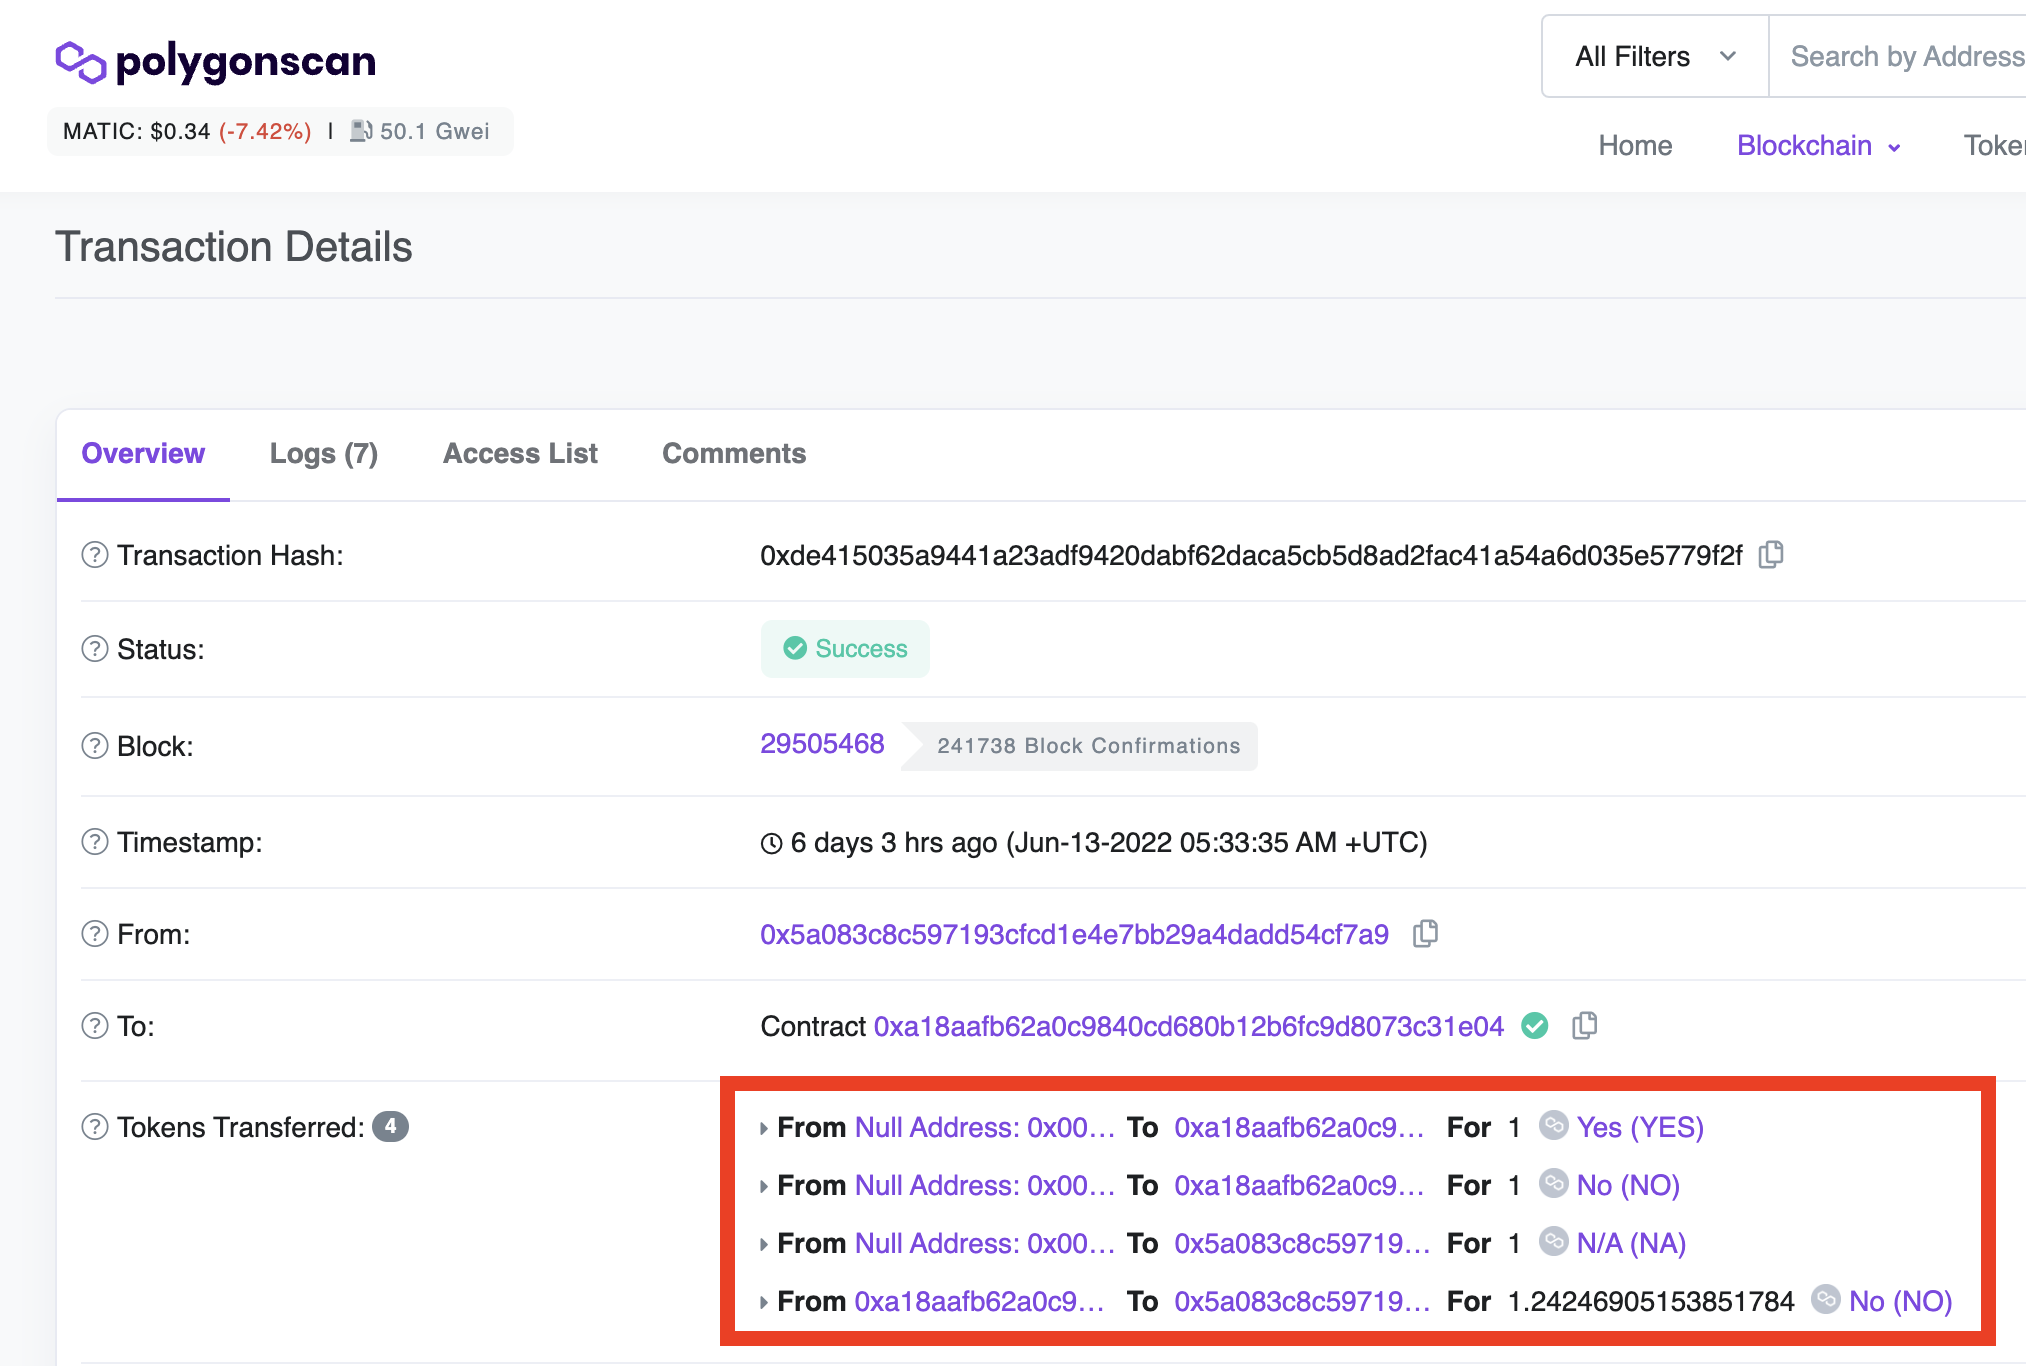 polygonscan
All Filters
Search by Address
MATIC: $0.34 (-7.42%) | 50.1 Gwei
Home
Blockchain
Transaction Details
Overview
Logs (7)
Access List
Comments
Transaction Hash: 0xde415035a9441a23adf9420dabf62daca5cb5d8ad2fac41a54a6d035e5779f2f
Status: Success
Block: 29505468 241738 Block Confirmations
Timestamp: 6 days 3 hrs ago (Jun-13-2022 05:33:35 AM +UTC)
From: 0x5a083c8c597193cfcd1e4e7bb29a4dadd54cf7a9
To: Contract 0xa18aafb62a0c9840cd680b12b6fc9d8073c31e04
Tokens Transferred: 4
From Null Address: 0x00... To 0xa18aafb62a0c9... For 1 Yes (YES)
From Null Address: 0x00... To 0xa18aafb62a0c9... For 1 No (NO)
From Null Address: 0x00... To 0x5a083c8c59719... For 1 N/A (NA)
From 0xa18aafb62a0c9... To 0x5a083c8c59719... For 1.24246905153851784 No (NO)